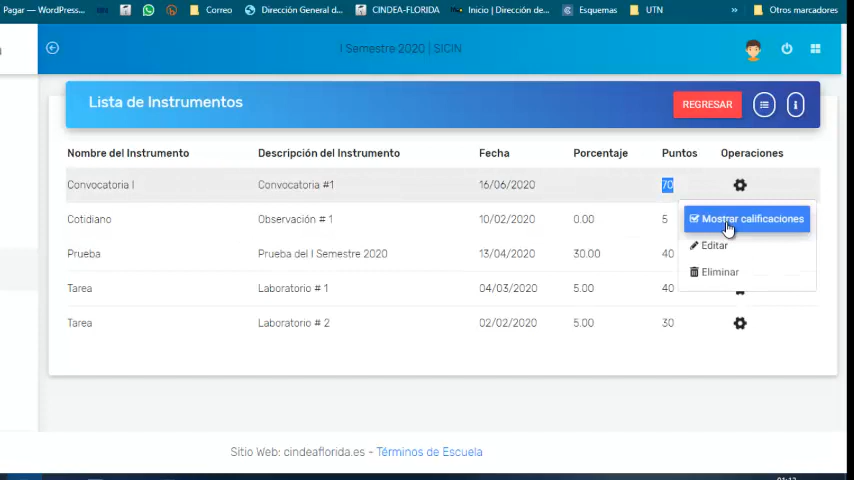 Pagar — WordPress... Correo Dirección General d... CINDEA-FLORIDA Inicio | Dirección de... Esquemas UTN » Otros marcadores
I Semestre 2020 | SICIN
Lista de Instrumentos REGRESAR
Nombre del Instrumento Descripción del Instrumento Fecha Porcentaje Puntos Operaciones
Convocatoria I Convocatoria #1 16/06/2020 70
Cotidiano Observación # 1 10/02/2020 0.00 5 Mostrar calificaciones
Editar
Prueba Prueba del I Semestre 2020 13/04/2020 30.00 40
Eliminar
Tarea Laboratorio # 1 04/03/2020 5.00 40
Tarea Laboratorio # 2 02/02/2020 5.00 30
Sitio Web: cindeaflorida.es - Términos de Escuela